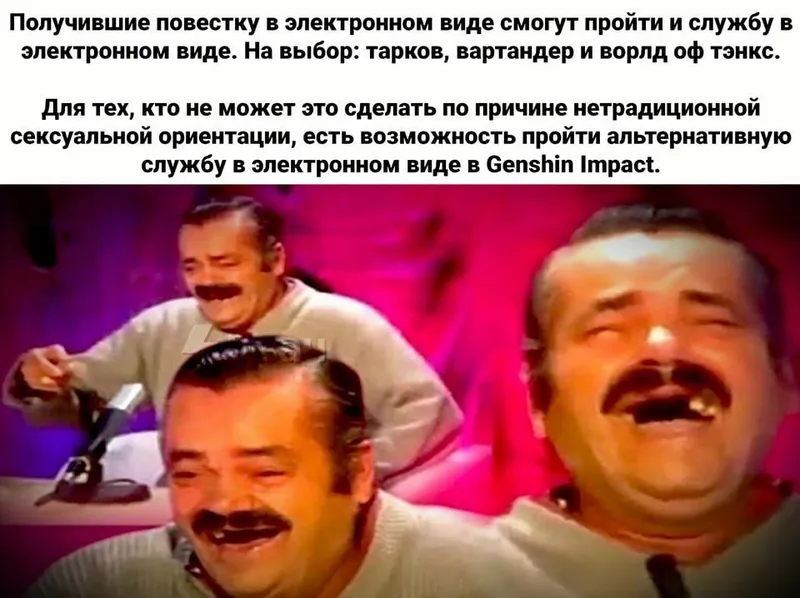 Получившие повестку в электронном виде смогут пройти и службу в
электронном виде. На выбор: тарков, вартандер и ворлд оф тэнкс.
Для тех, кто не может это сделать по причине нетрадиционной
сексуальной ориентации, есть возможность пройти альтернативную
службу в электронном виде в Genshin Impact.